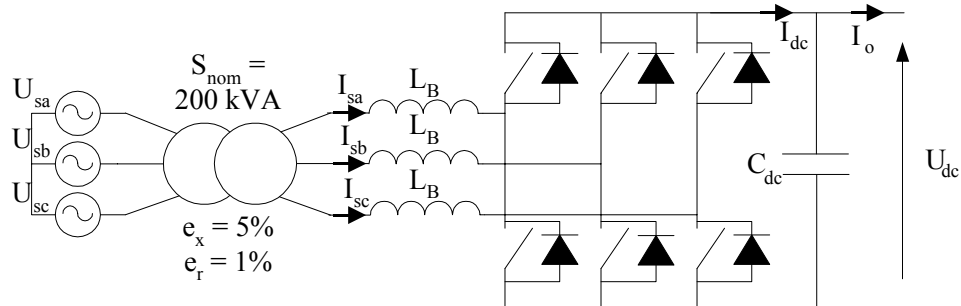 S_nom =
200 kVA
U_sa
U_sb
U_sc
I_sa
I_sb
I_sc
L_B
L_B
L_B
e_x = 5%
e_r = 1%
I_dc
I_o
C_dc
U_dc